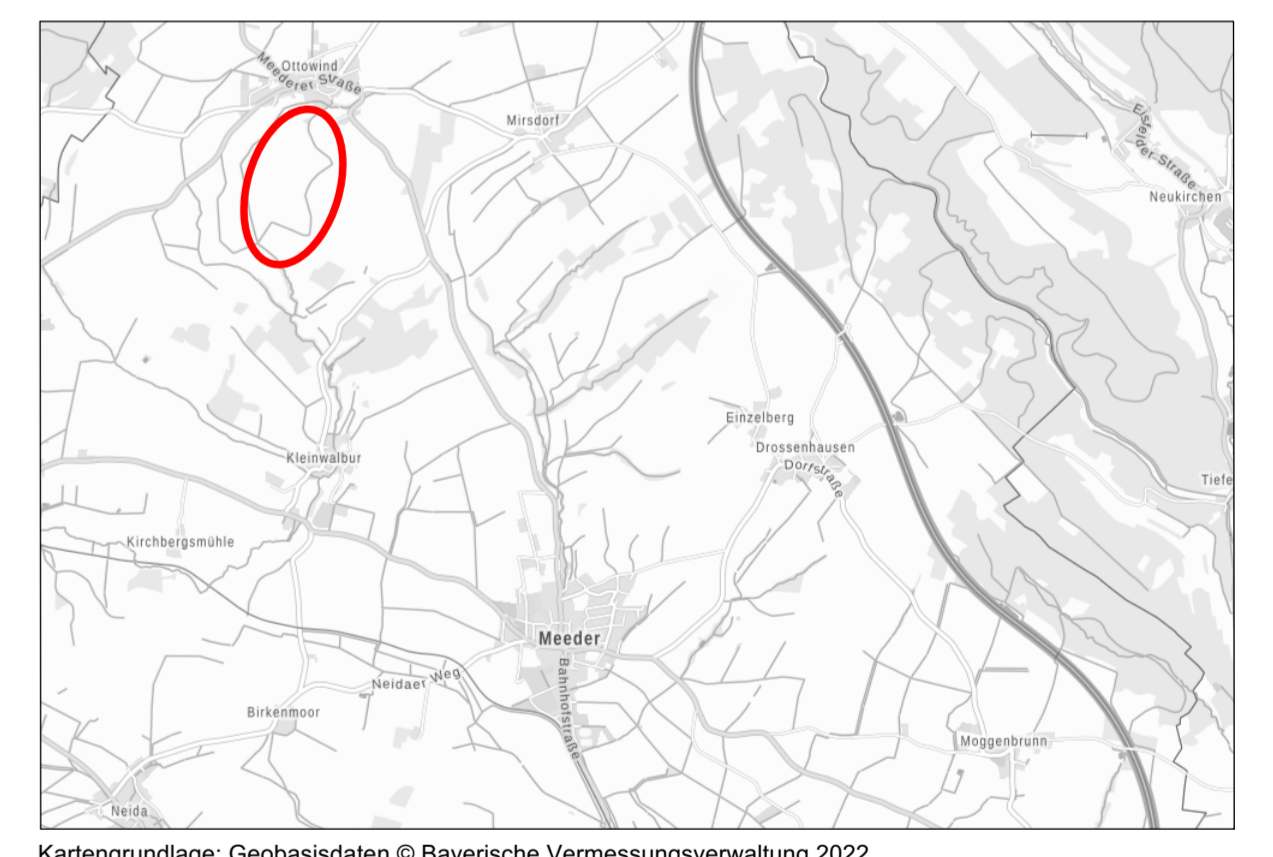 Ottowind
Meederer Straße
Mirsdorf
Eisfelder-Straße
Neukirchen
Einzelberg
Drossenhausen
Dorfstraße
Kleinwalbur
Tiefe
Kirchbergsmühle
Meeder
Neidaer Weg
Bahnhofstraße
Birkenmoor
Moggenbrunn
Neida
Kartengrundlage: Geobasisdaten © Bayerische Vermessungsverwaltung 2022